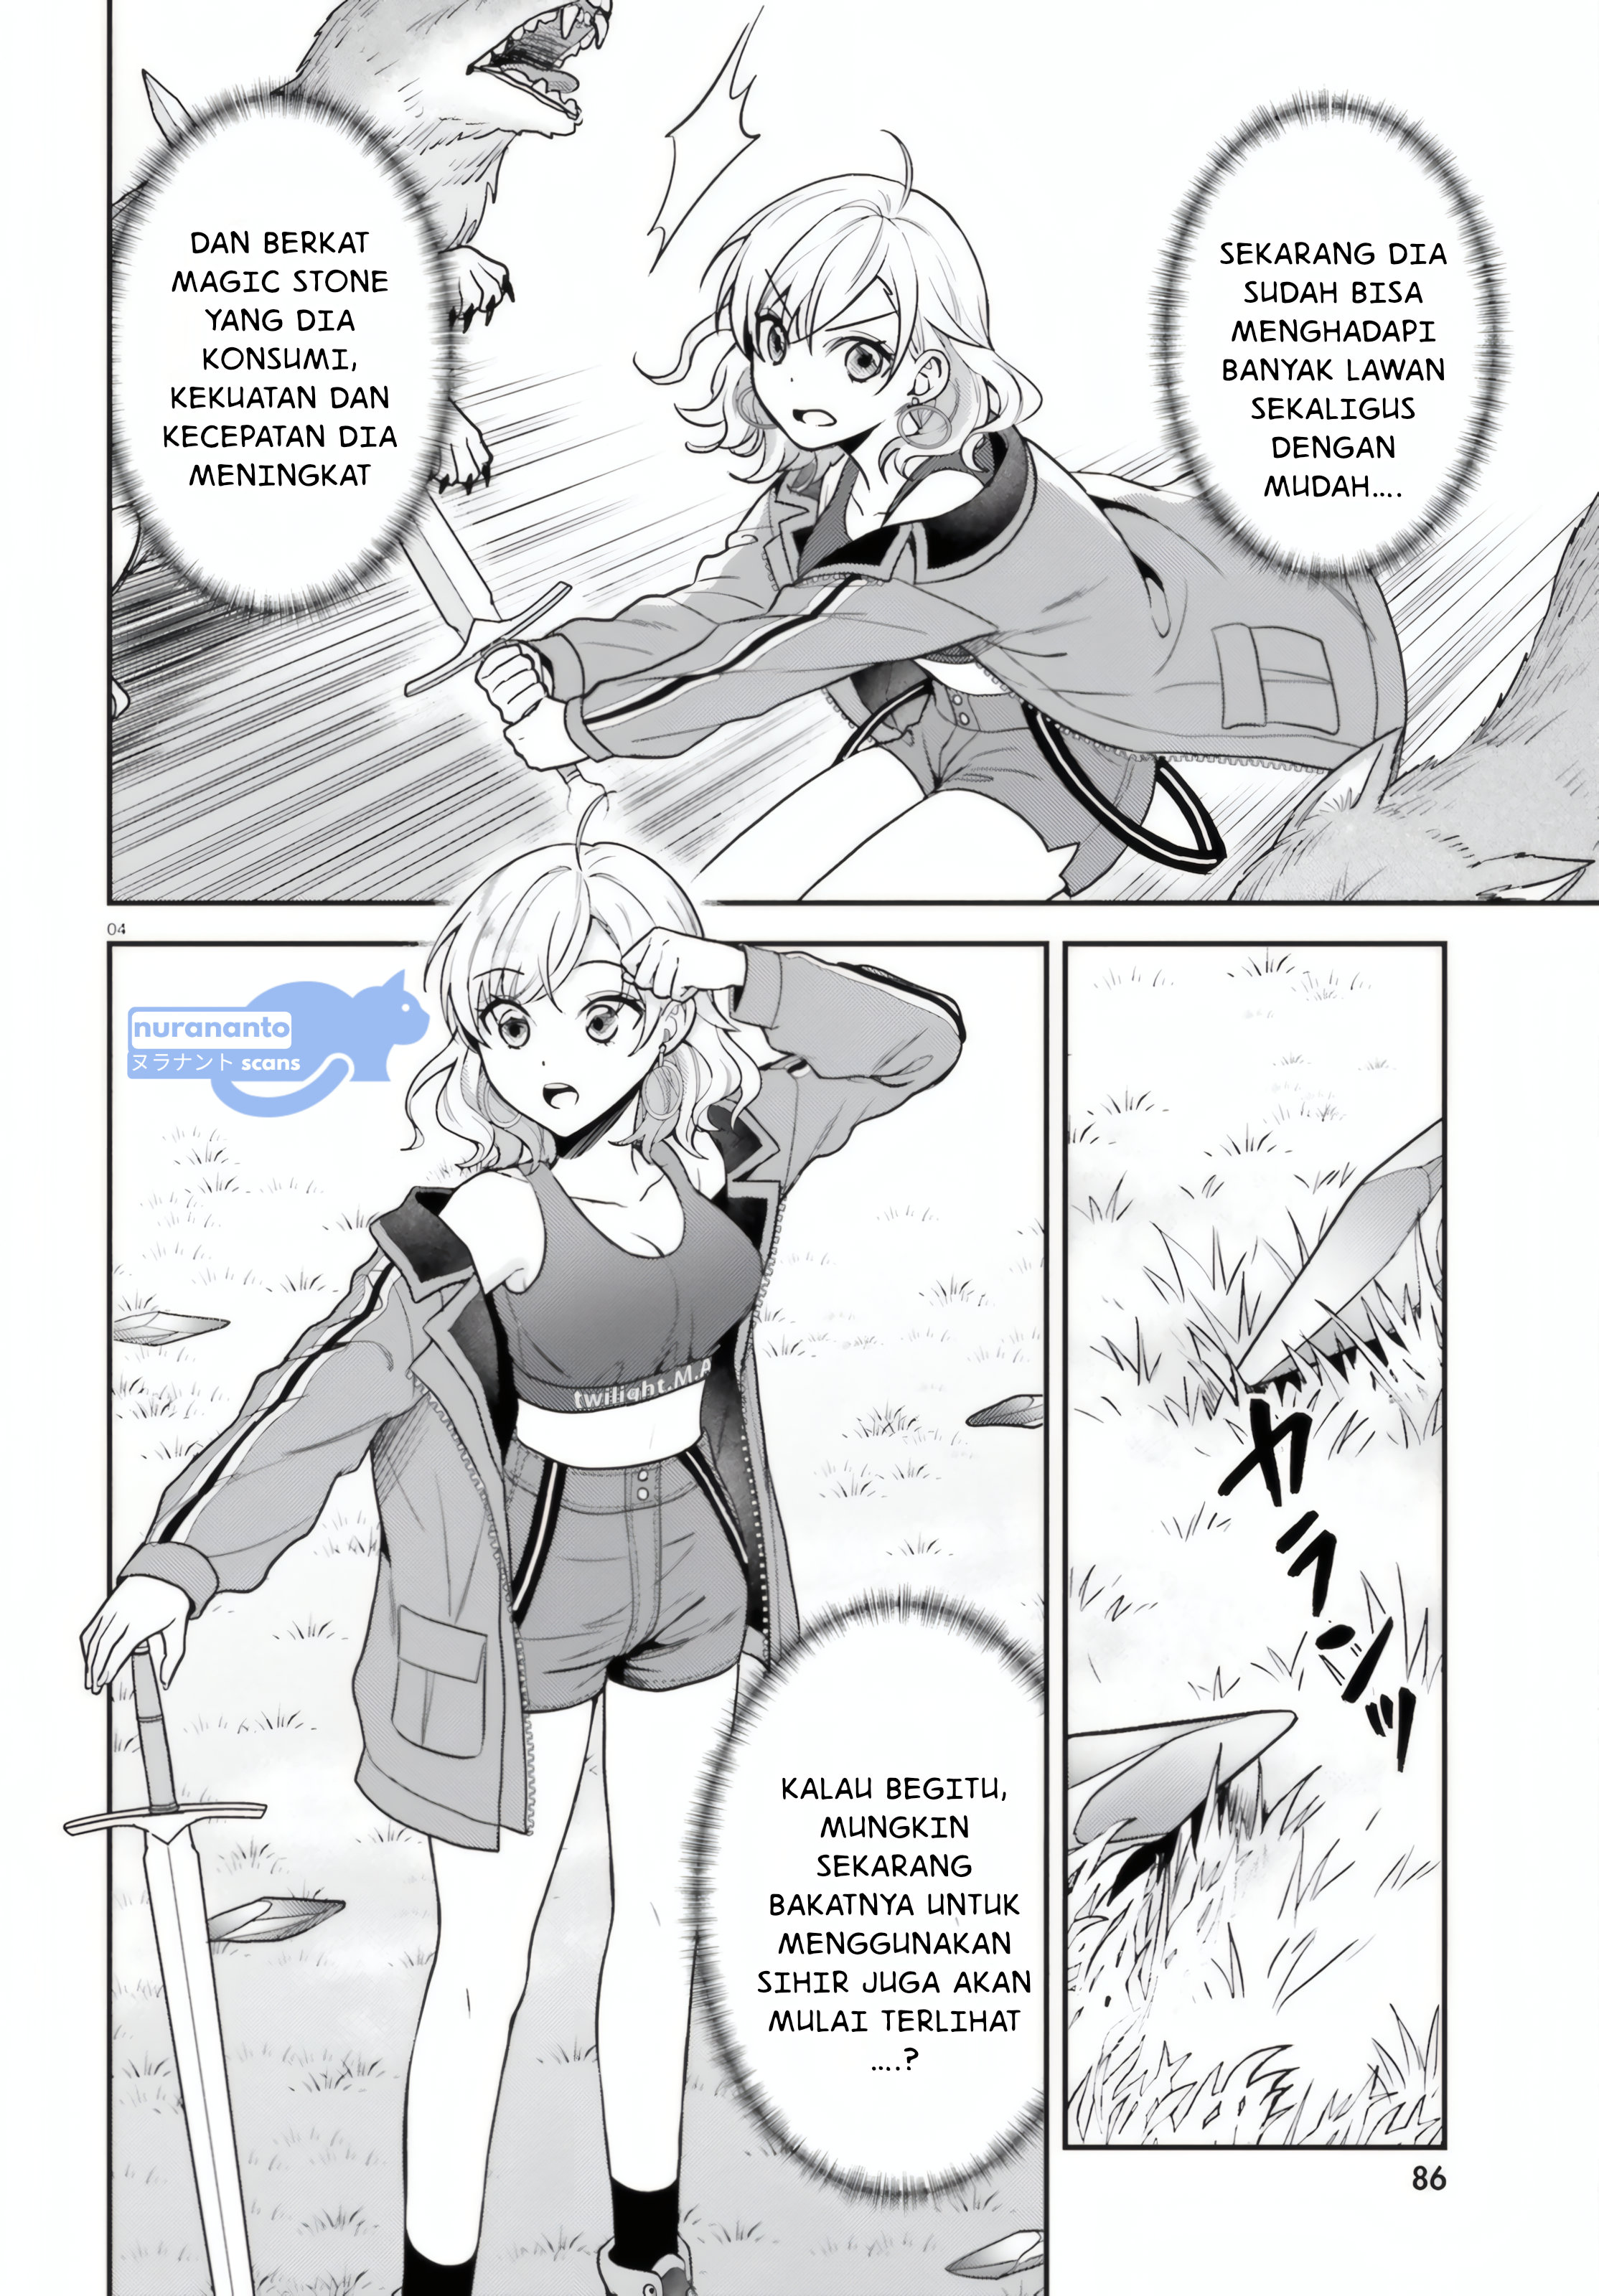 SEKARANG DIA
SUDAH BISA
MENGHADAPI
BANYAK LAWAN
SEKALIGUS
DENGAN
MUDAH....
DAN BERKAT
MAGIC STONE
YANG DIA
KONSUMI,
KEKUATAN DAN
KECEPATAN DIA
MENINGKAT
04
カランッ
nurananto
ヌラナント scans
twilight.M.A
KALAU BEGITU,
MUNGKIN
SEKARANG
BAKATNYA UNTUK
MENGGUNAKAN
SIHIR JUGA AKAN
MULAI TERLIHAT
....?
86